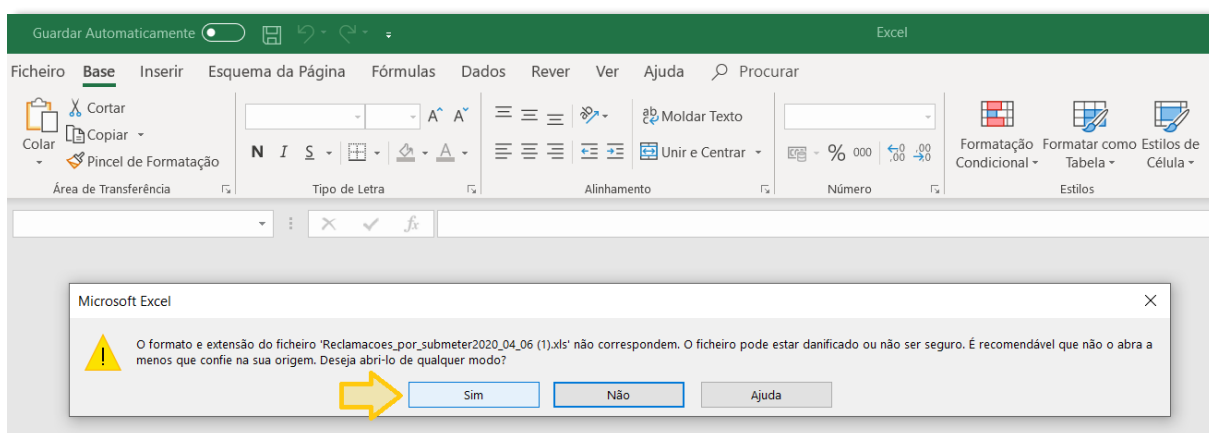 Guardar Automaticamente
Excel
Ficheiro Base Inserir Esquema da Página Fórmulas Dados Rever Ver Ajuda Procurar
Colar
Cortar
Copiar
Pincel de Formatação
Área de Transferência
A^ A˅
N I S A
Tipo de Letra
ab Moldar Texto
Unir e Centrar
Alinhamento
% 000 ,00
Número
Formatação Condicional
Formatar como Tabela
Estilos de Célula
Estilos
fx
Microsoft Excel
O formato e extensão do ficheiro 'Reclamacoes_por_submeter2020_04_06 (1).xls' não correspondem. O ficheiro pode estar danificado ou não ser seguro. É recomendável que não o abra a
menos que confie na sua origem. Deseja abri-lo de qualquer modo?
Sim Não Ajuda